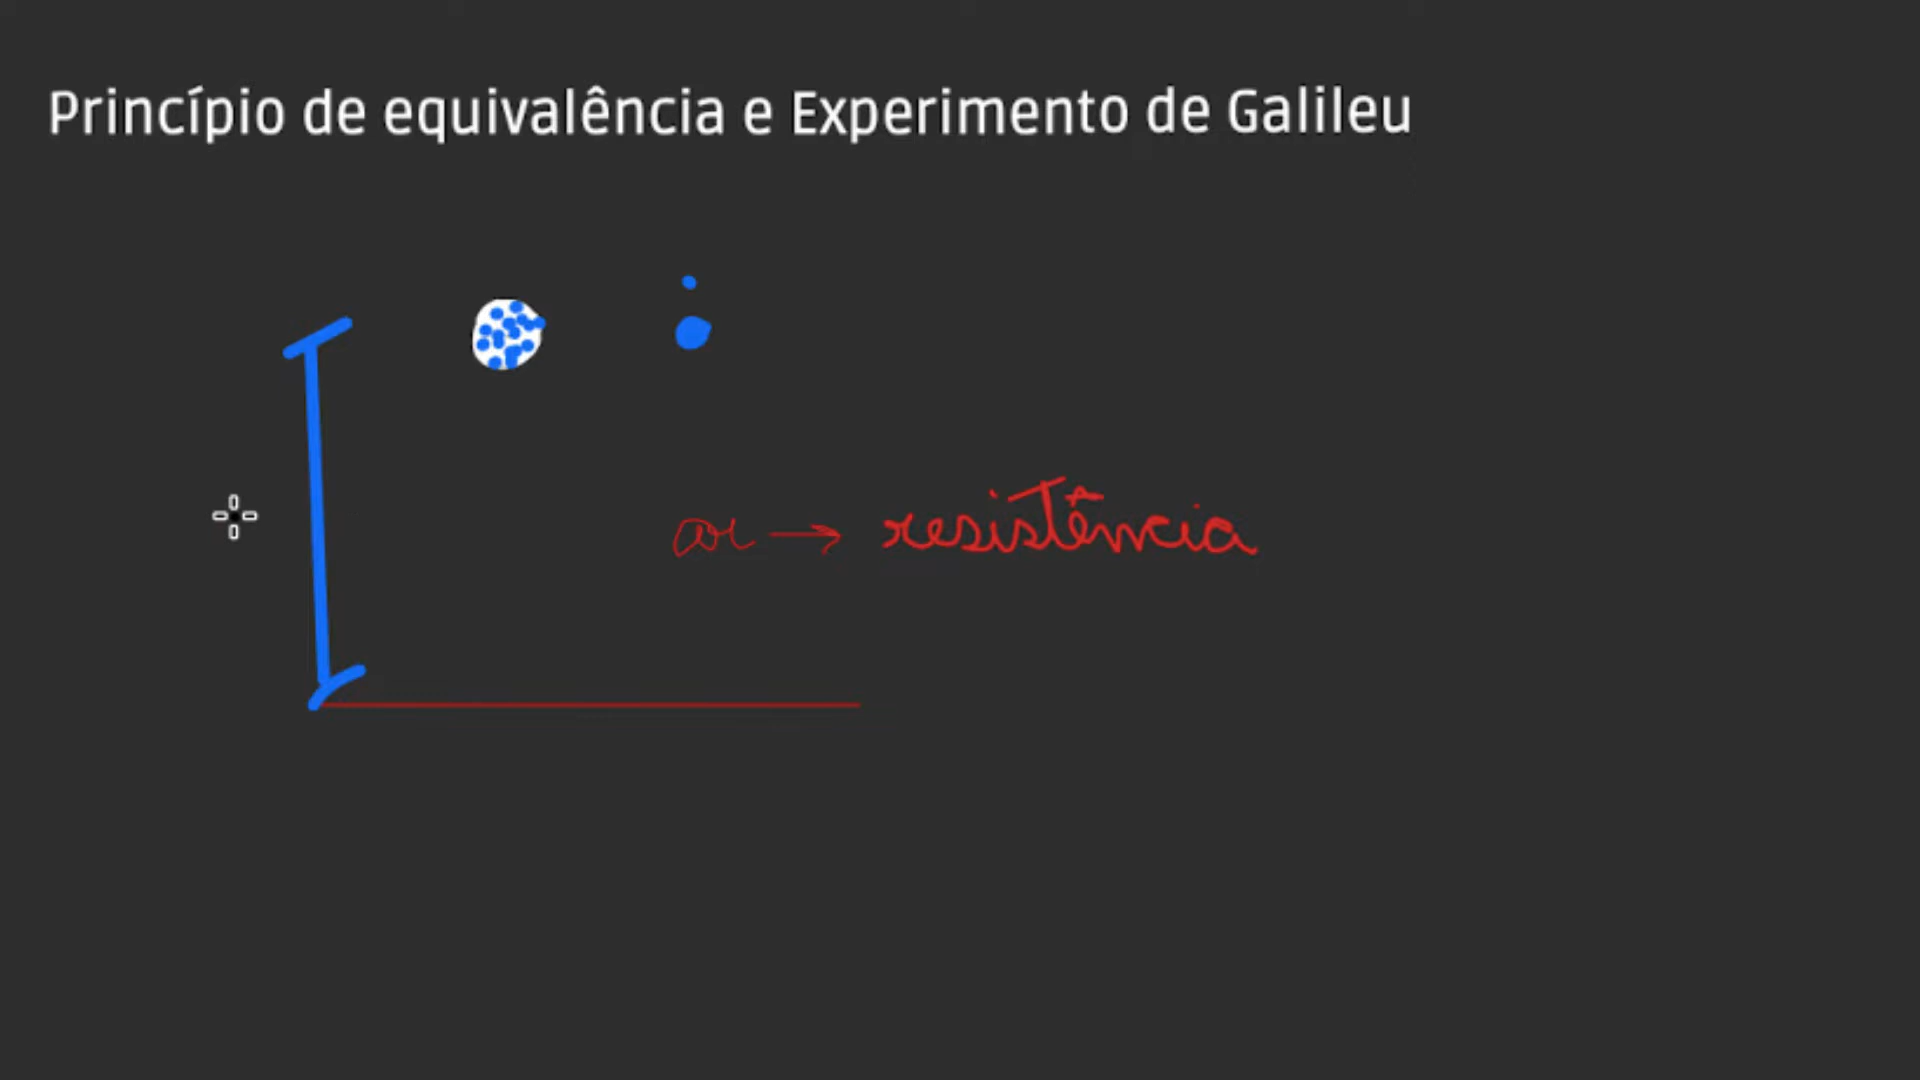 Princípio de equivalência e Experimento de Galileu
ar → resistência